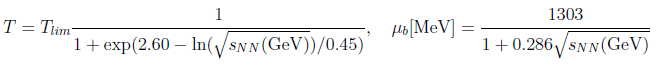 $T = T_{lim} \frac{1}{1 + \exp(2.60 - \ln(\sqrt{s_{NN}(\mathrm{GeV})})/0.45)}, \quad \mu_b[\mathrm{MeV}] = \frac{1303}{1 + 0.286\sqrt{s_{NN}(\mathrm{GeV})}}$